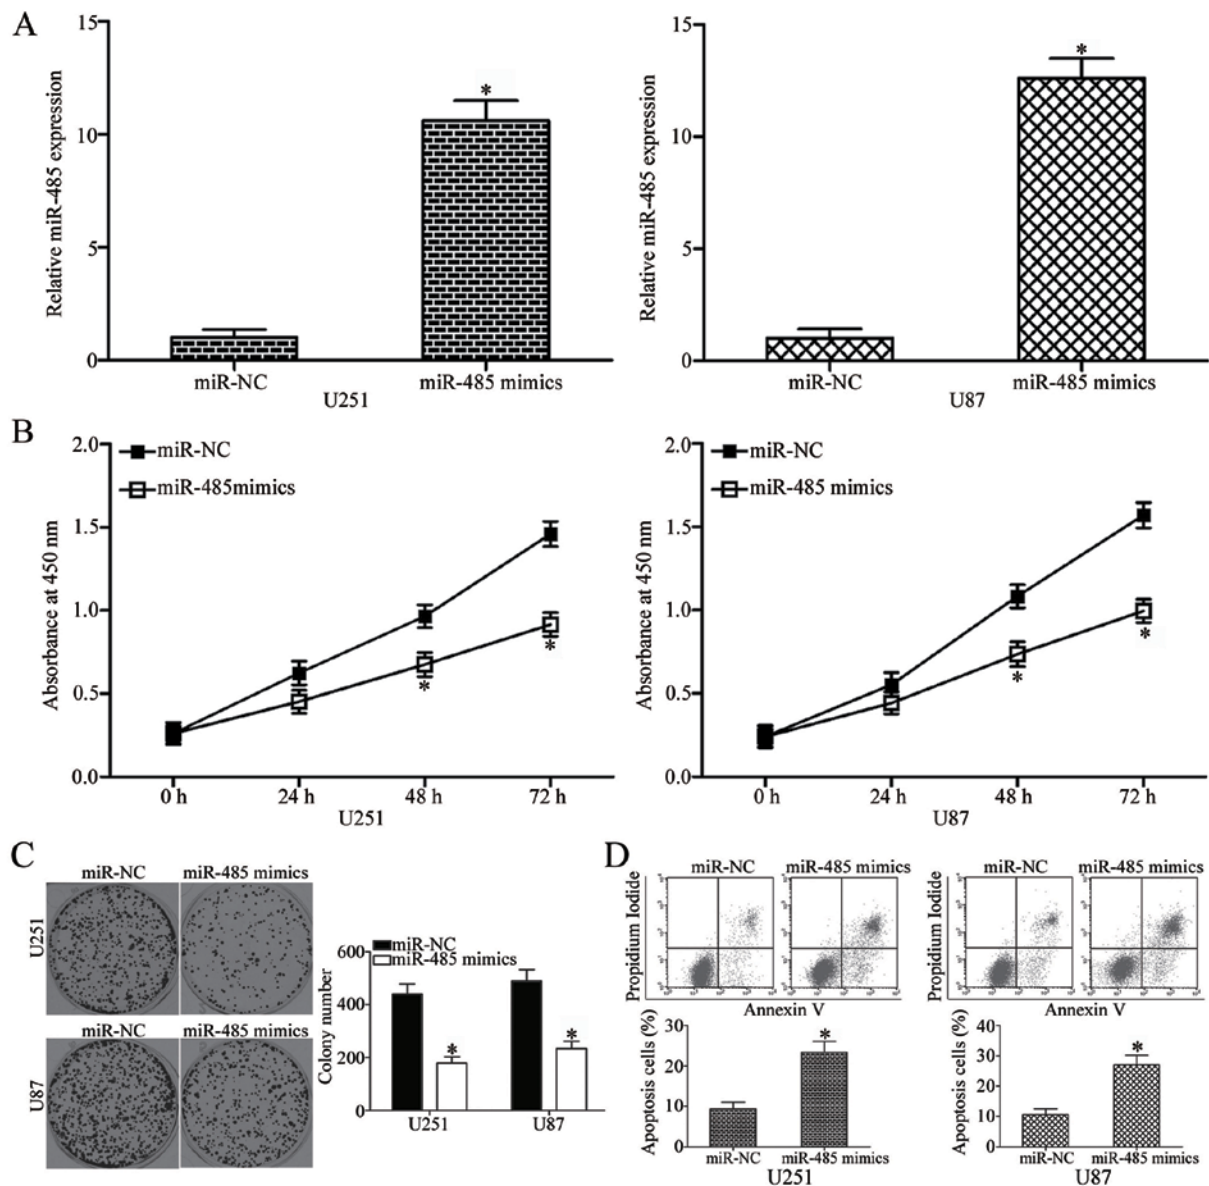 A
15
10
5
0
Relative miR-485 expression
*
miR-NC
miR-485 mimics
U251
15
10
5
0
Relative miR-485 expression
*
miR-NC
miR-485 mimics
U87
B
2.0
1.5
1.0
0.5
0.0
Absorbance at 450 nm
miR-NC
miR-485mimics
*
*
0 h
24 h
48 h
72 h
U251
2.0
1.5
1.0
0.5
0.0
Absorbance at 450 nm
miR-NC
miR-485 mimics
*
*
0 h
24 h
48 h
72 h
U87
C
miR-NC
miR-485 mimics
U251
miR-NC
miR-485 mimics
U87
600
400
200
0
Colony number
miR-NC
miR-485 mimics
*
*
U251
U87
D
miR-NC
miR-485 mimics
Propidium Iodide
Annexin V
miR-NC
miR-485 mimics
Propidium Iodide
Annexin V
30
20
10
0
Apoptosis cells (%)
*
miR-NC
miR-485 mimics
U251
40
30
20
10
0
Apoptosis cells (%)
*
miR-NC
miR-485 mimics
U87